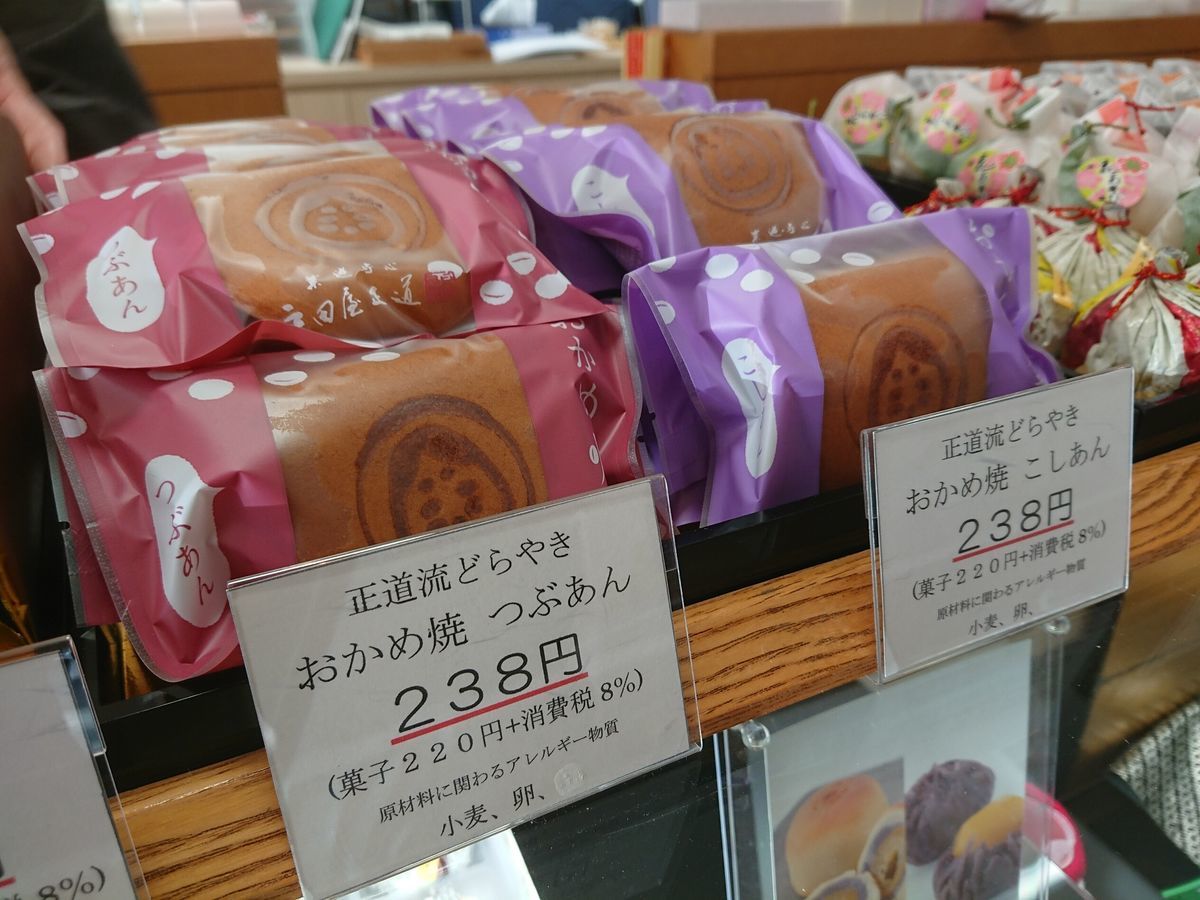 ぶあん
つぶあん
おかめ
正道流どらやき
おかめ焼 つぶあん
238円
(菓子220円+消費税8%)
原材料に関わるアレルギー物質
小麦、卵、
正道流どらやき
おかめ焼 こしあん
238円
(菓子220円+消費税8%)
原材料に関わるアレルギー物質
小麦、卵、
8%)